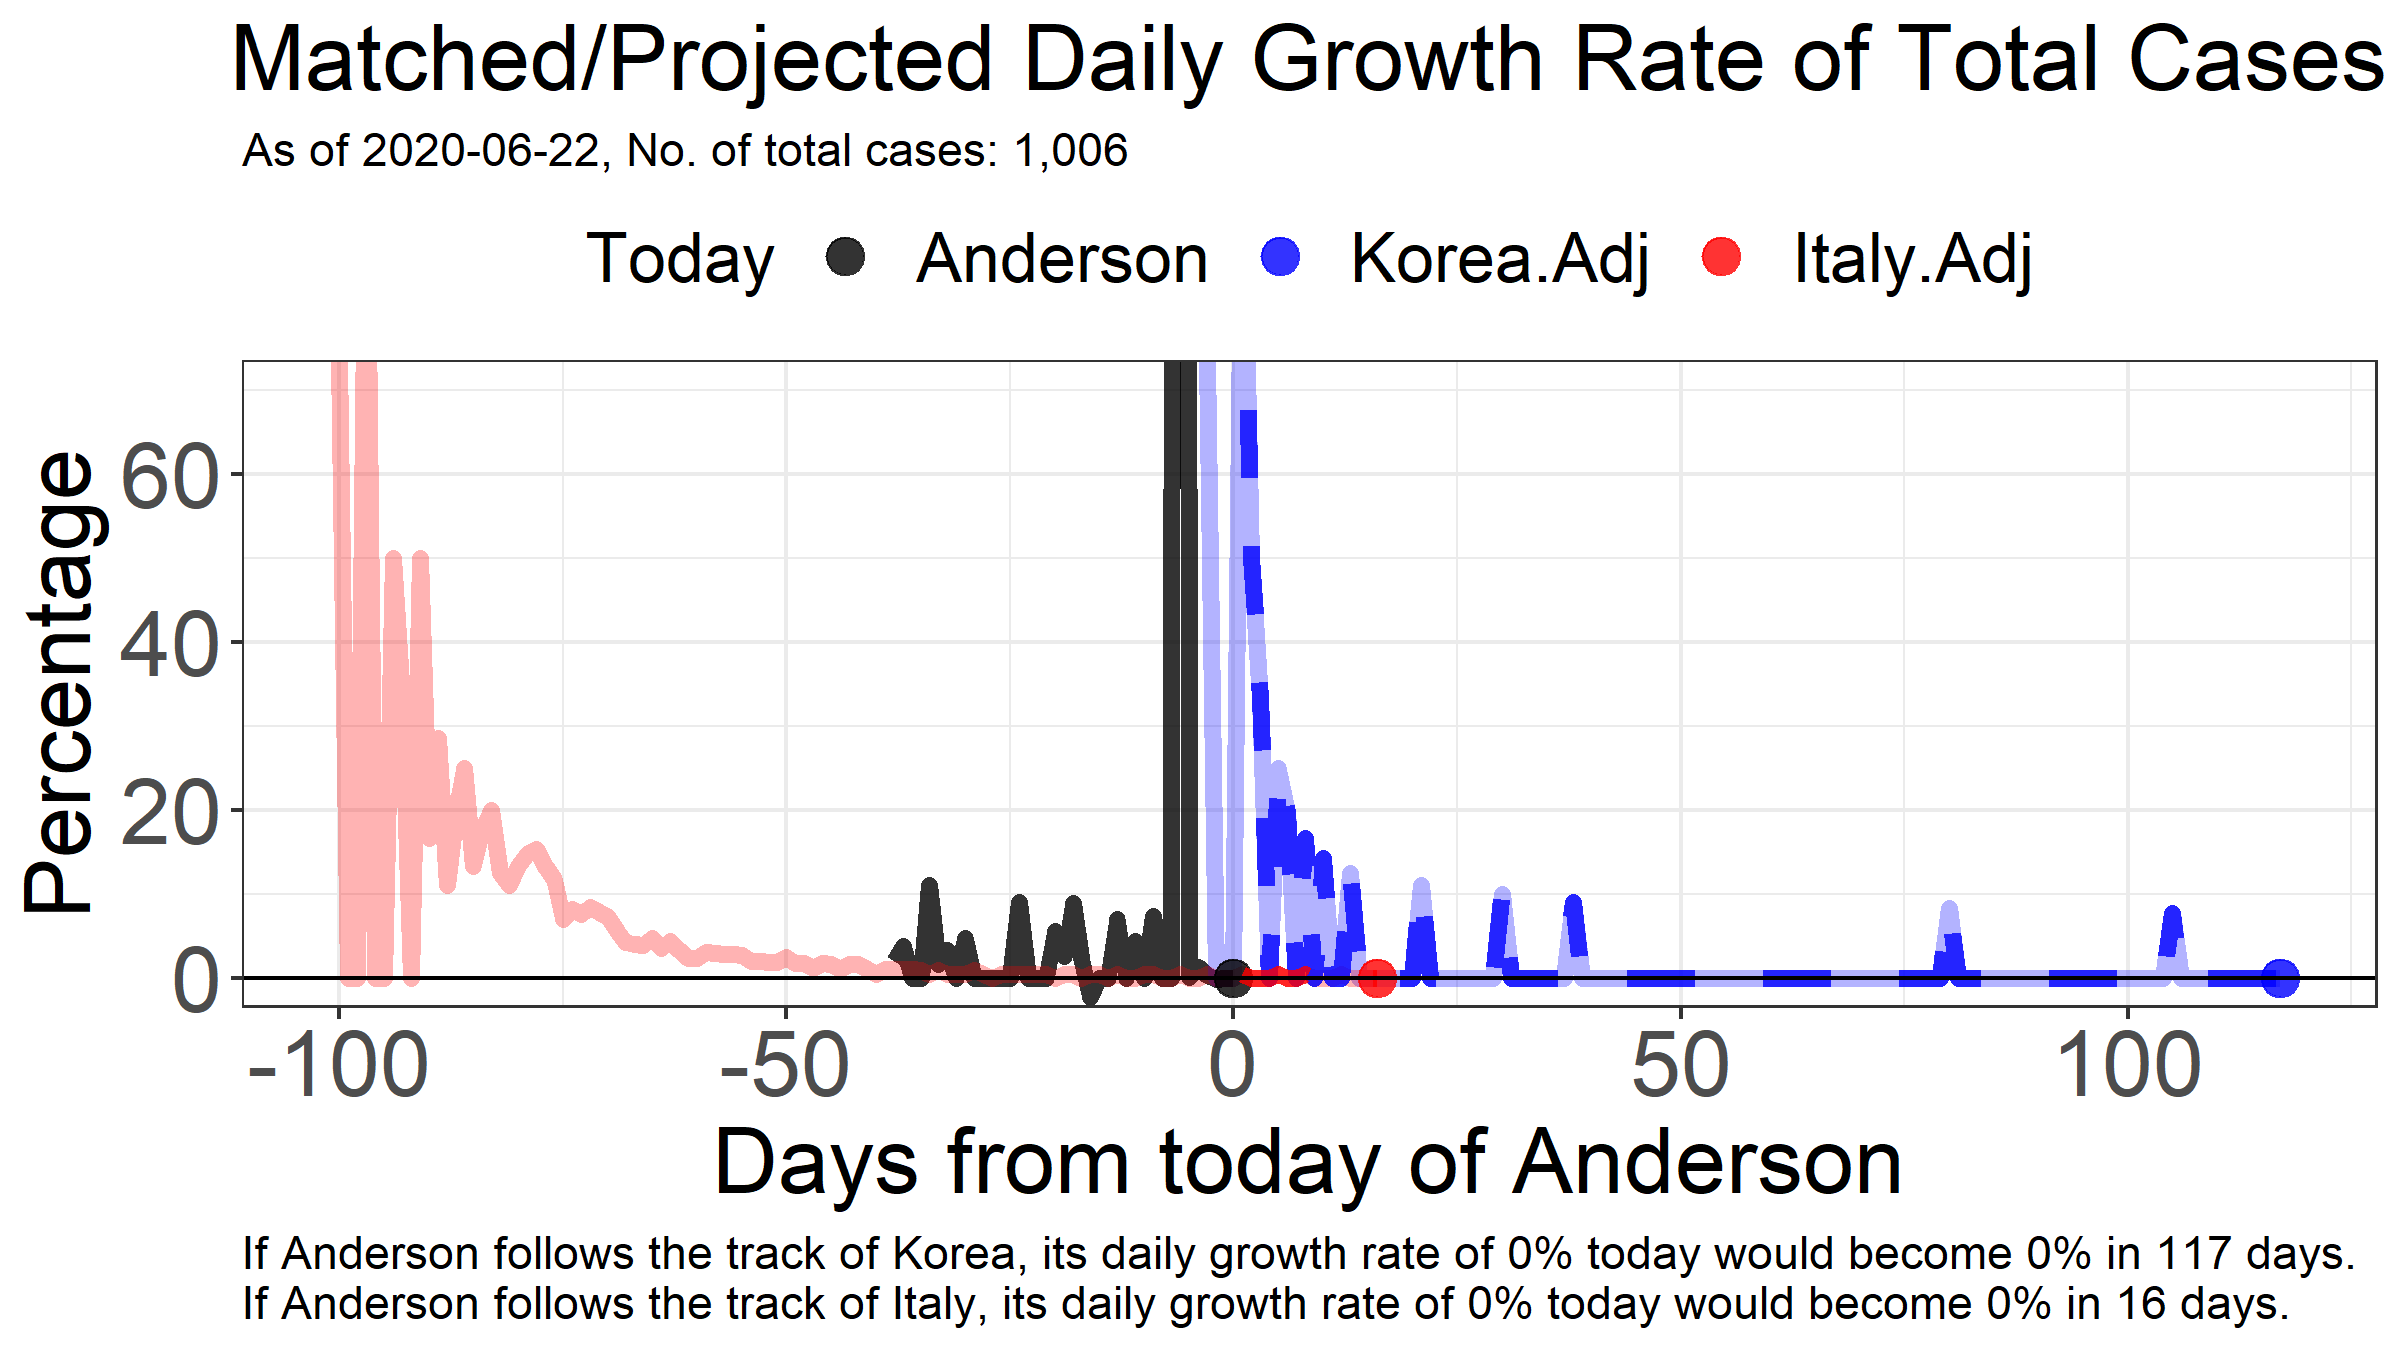 Matched/Projected Daily Growth Rate of Total Cases
As of 2020-06-22, No. of total cases: 1,006
Today Anderson Korea.Adj Italy.Adj
Percentage
60
40
20
0
-100 -50 0 50 100
Days from today of Anderson
If Anderson follows the track of Korea, its daily growth rate of 0% today would become 0% in 117 days.
If Anderson follows the track of Italy, its daily growth rate of 0% today would become 0% in 16 days.